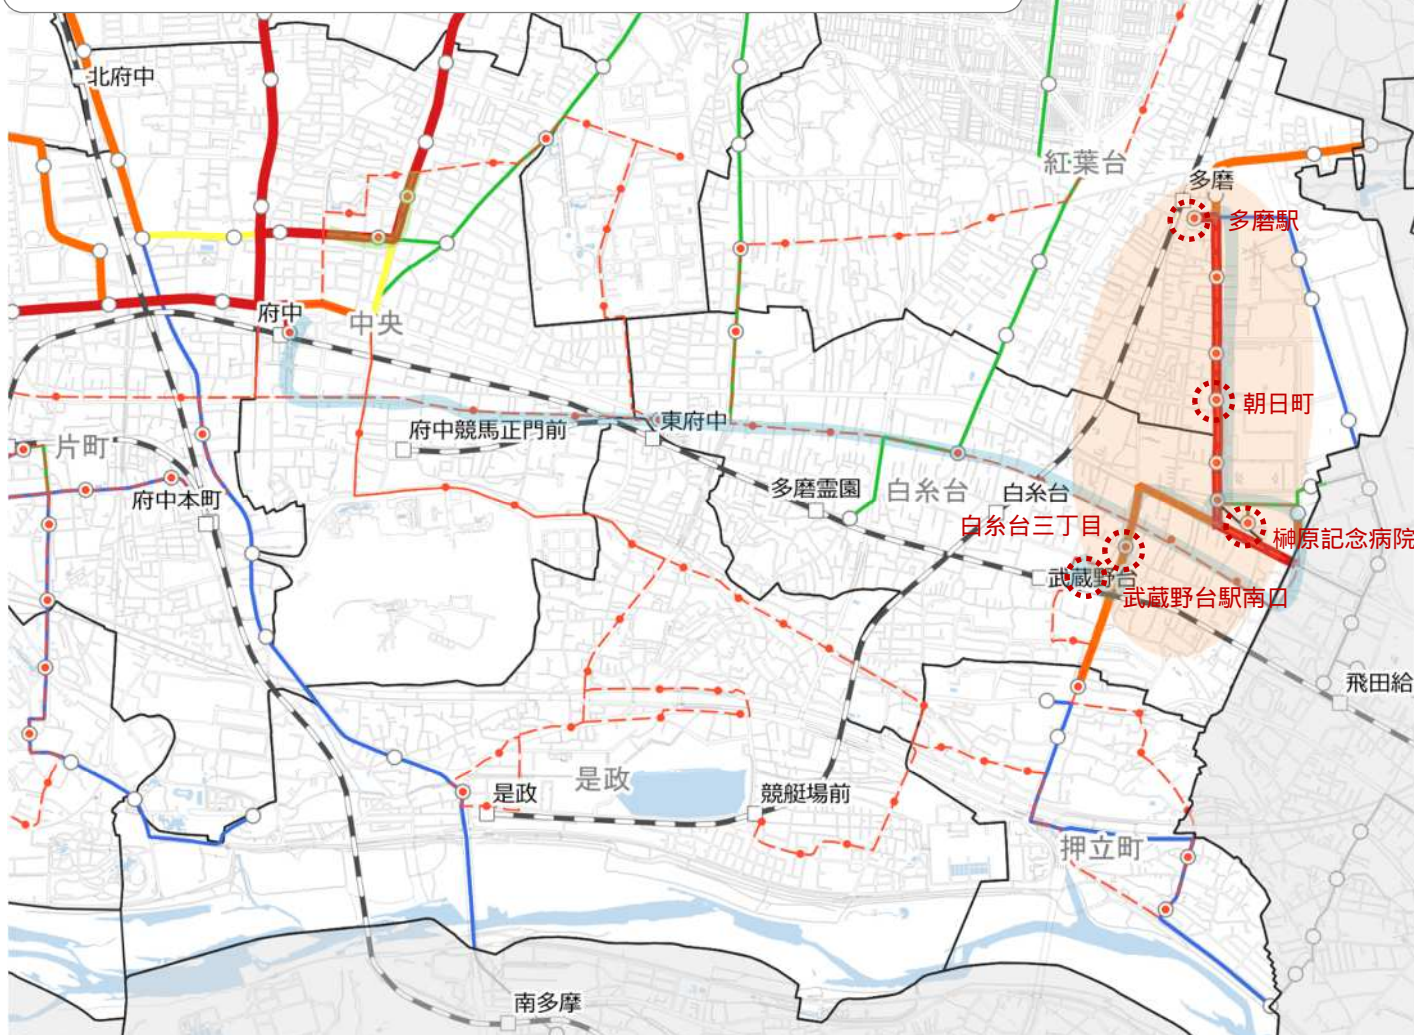 北府中
紅葉台
多磨
多磨駅
府中
中央
朝日町
府中競馬正門前
東府中
片町
府中本町
多磨霊園
白糸台
白糸台
白糸台三丁目
榊原記念病院
武蔵野台
武蔵野台駅南口
飛田給
是政
是政
競艇場前
押立町
南多摩